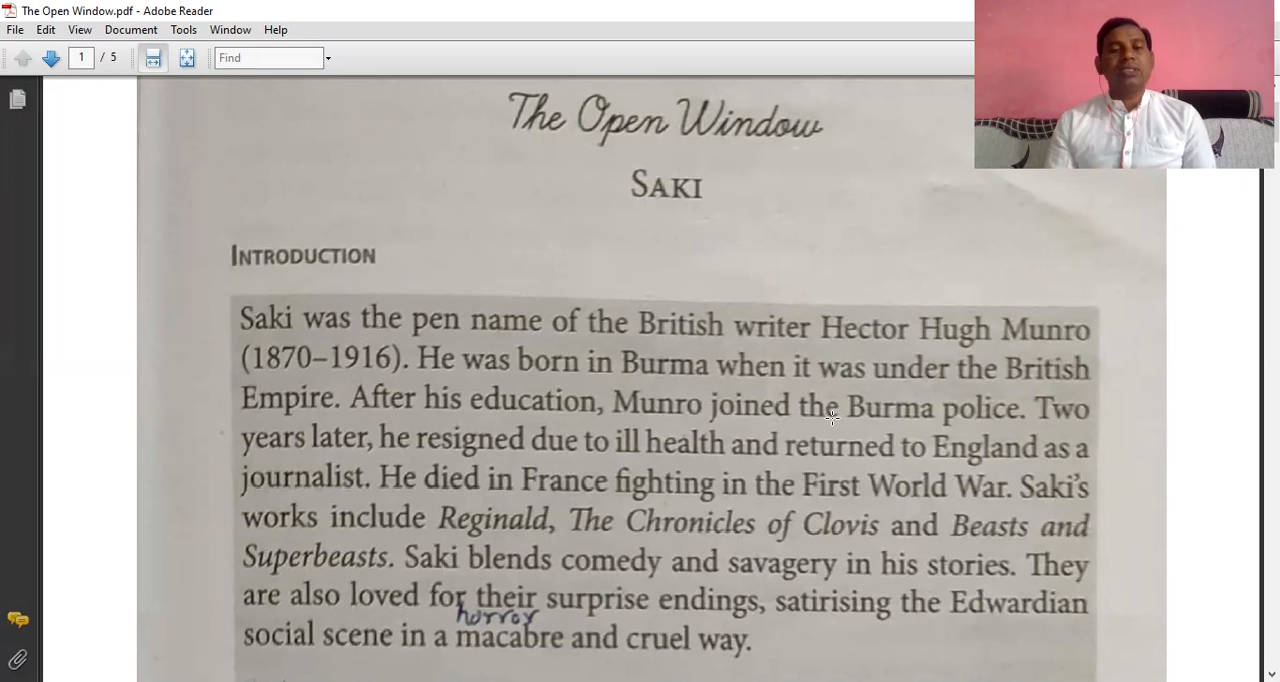 The Open Window.pdf - Adobe Reader
File Edit View Document Tools Window Help
1 / 5 Find
The Open Window
SAKI
INTRODUCTION
Saki was the pen name of the British writer Hector Hugh Munro
(1870–1916). He was born in Burma when it was under the British
Empire. After his education, Munro joined the Burma police. Two
years later, he resigned due to ill health and returned to England as a
journalist. He died in France fighting in the First World War. Saki's
works include Reginald, The Chronicles of Clovis and Beasts and
Superbeasts. Saki blends comedy and savagery in his stories. They
are also loved for their surprise endings, satirising the Edwardian
horror
social scene in a macabre and cruel way.